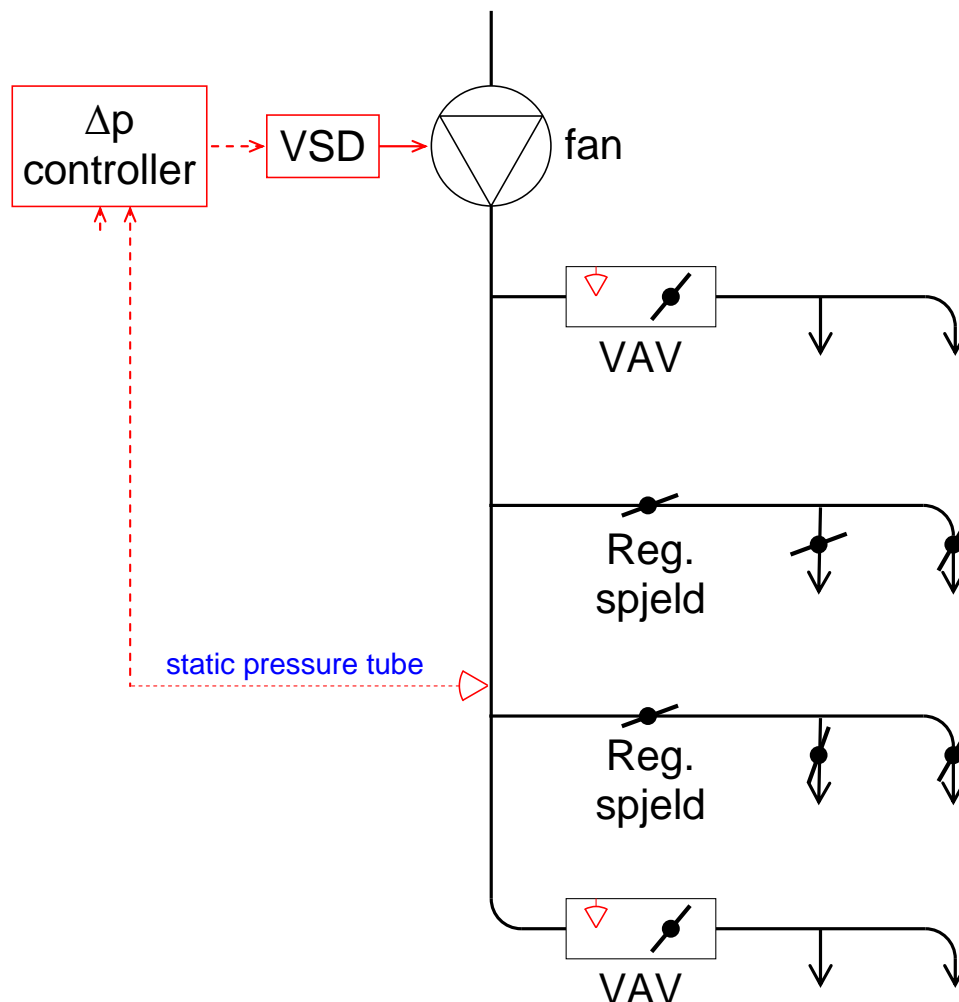 Δp
controller
VSD
fan
VAV
Reg.
spjeld
static pressure tube
Reg.
spjeld
VAV